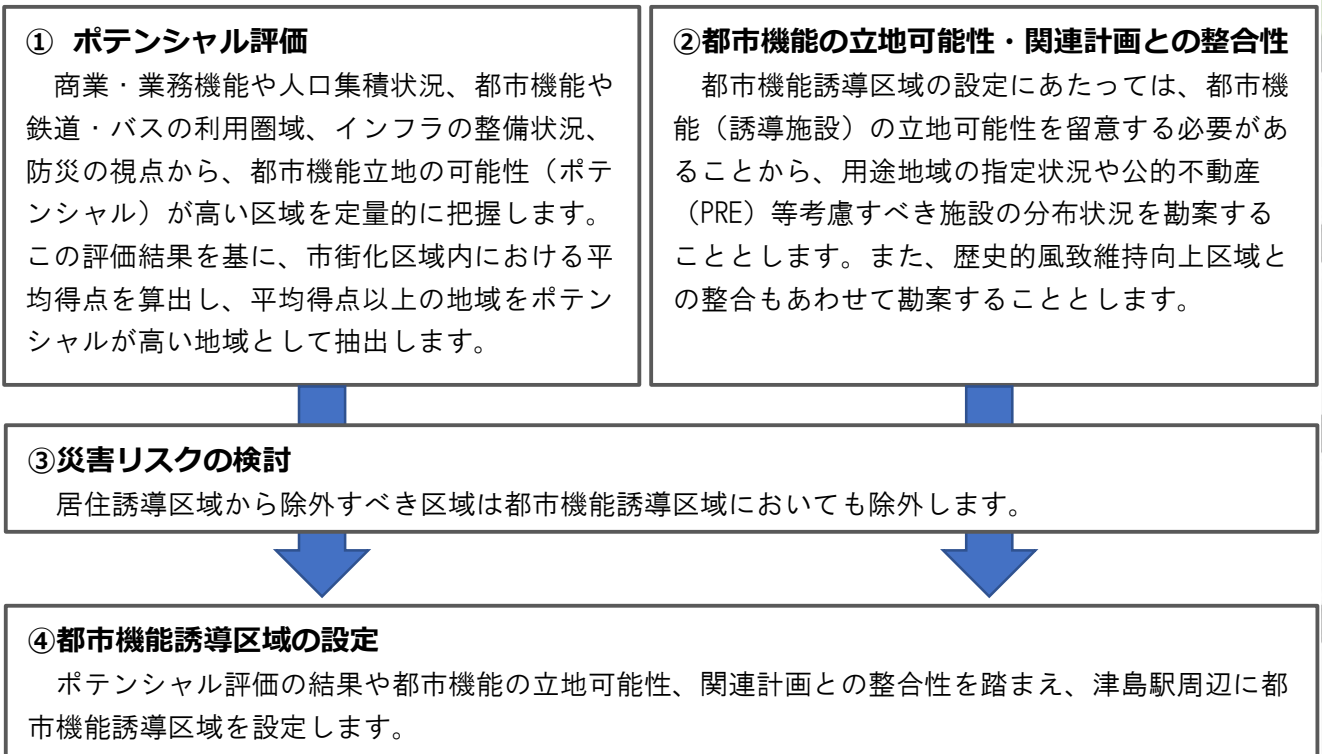 ① ポテンシャル評価
商業・業務機能や人口集積状況、都市機能や
鉄道・バスの利用圏域、インフラの整備状況、
防災の視点から、都市機能立地の可能性（ポテ
ンシャル）が高い区域を定量的に把握します。
この評価結果を基に、市街化区域内における平
均得点を算出し、平均得点以上の地域をポテン
シャルが高い地域として抽出します。
②都市機能の立地可能性・関連計画との整合性
都市機能誘導区域の設定にあたっては、都市機
能（誘導施設）の立地可能性を留意する必要があ
ることから、用途地域の指定状況や公的不動産
（PRE）等考慮すべき施設の分布状況を勘案する
こととします。また、歴史的風致維持向上区域と
の整合もあわせて勘案することとします。
③災害リスクの検討
居住誘導区域から除外すべき区域は都市機能誘導区域においても除外します。
④都市機能誘導区域の設定
ポテンシャル評価の結果や都市機能の立地可能性、関連計画との整合性を踏まえ、津島駅周辺に都
市機能誘導区域を設定します。